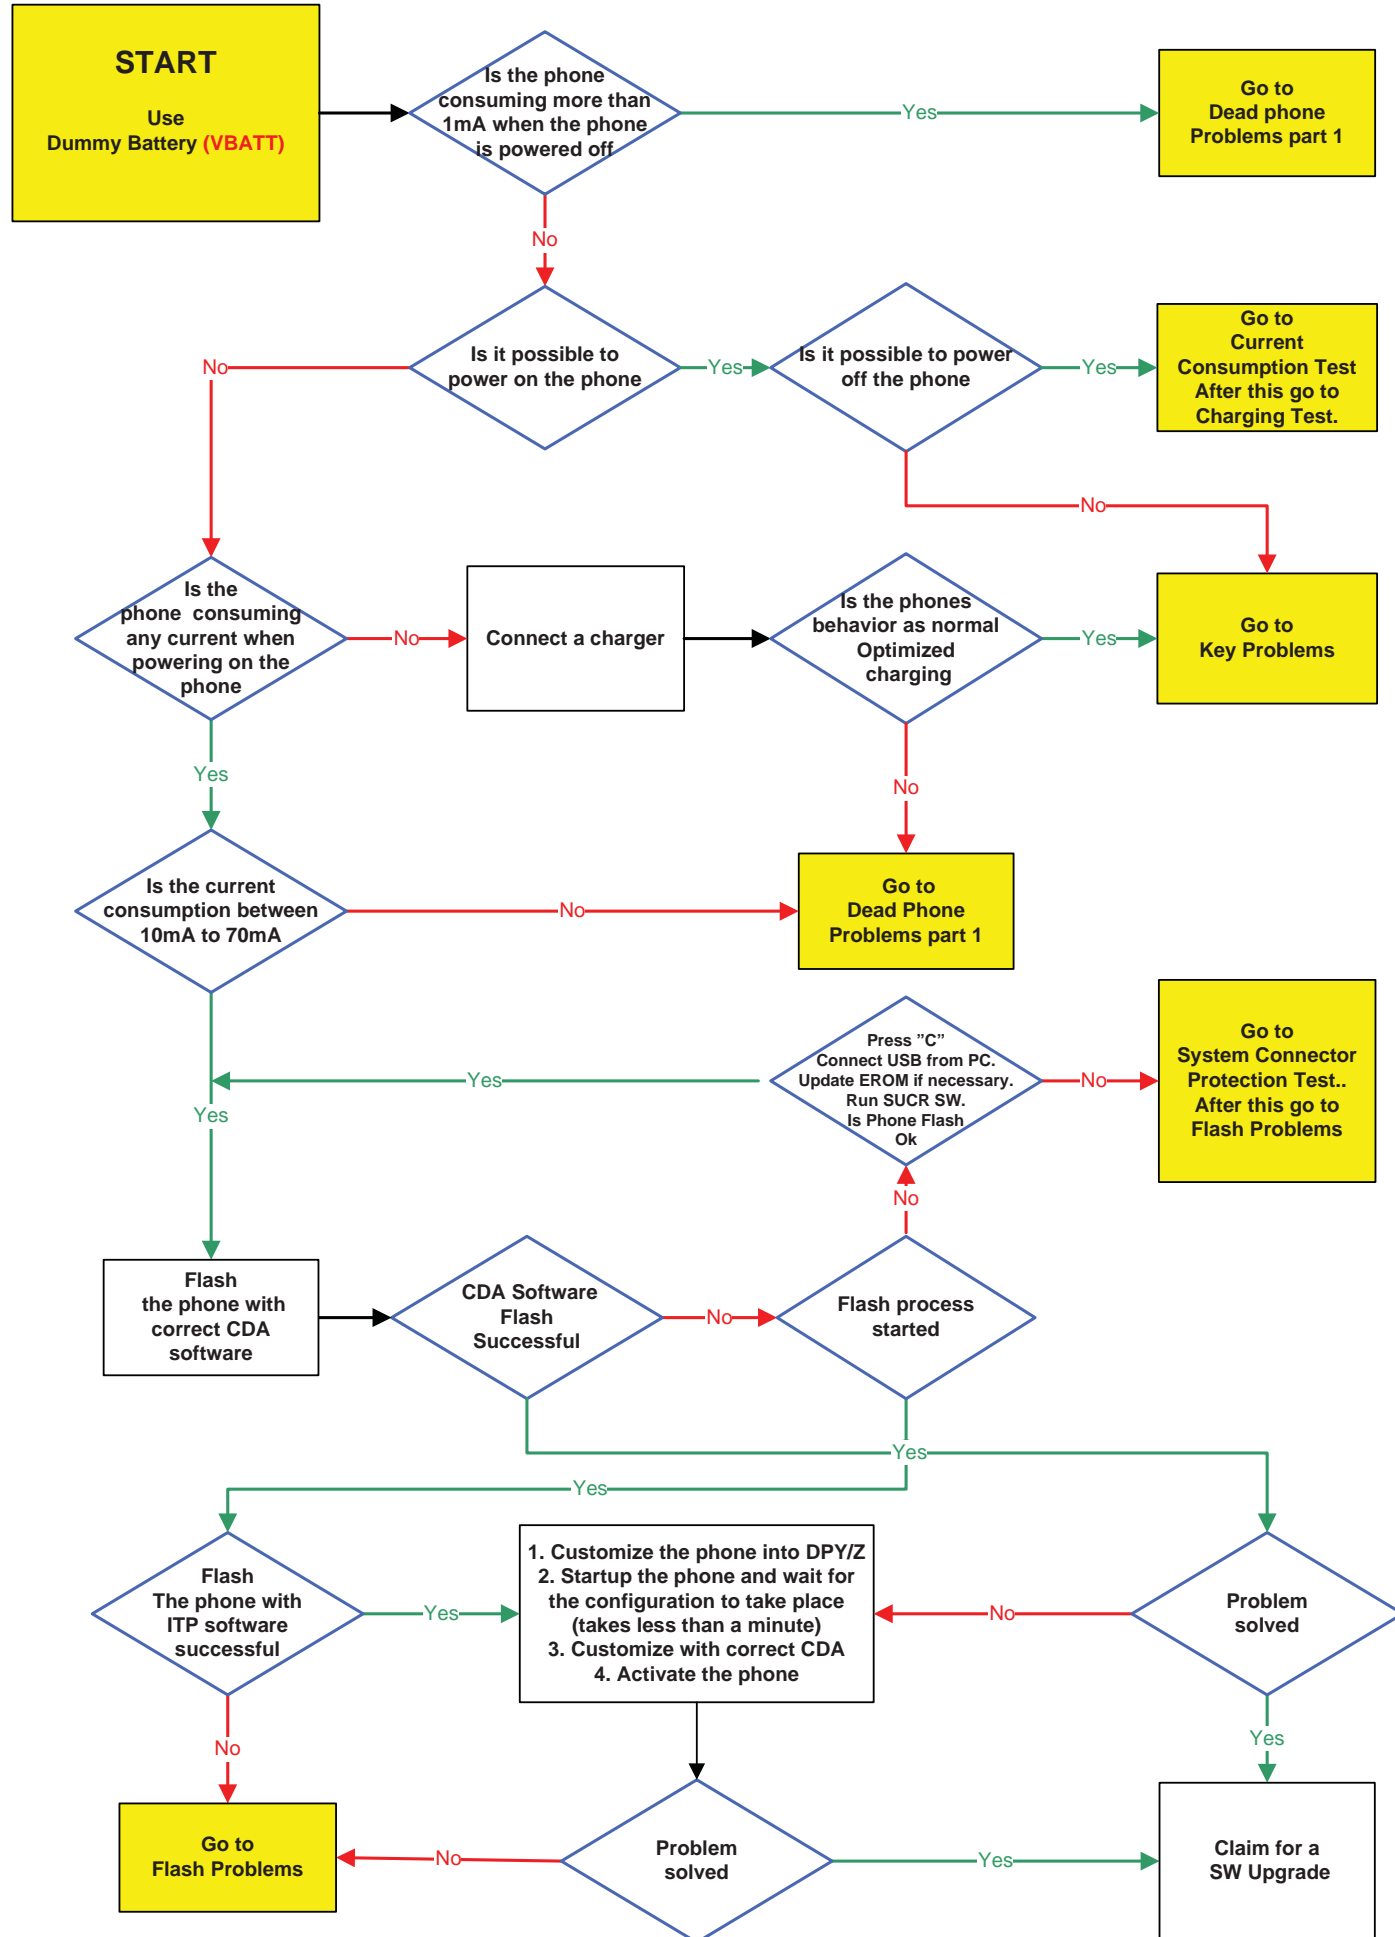 START
Use
Dummy Battery (VBATT)
Is the phone
consuming more than
1mA when the phone
is powered off
Yes
Go to
Dead phone
Problems part 1
No
Is it possible to
power on the phone
No
Yes
Is it possible to power
off the phone
Yes
Go to
Current
Consumption Test
After this go to
Charging Test.
No
Is the
phone consuming
any current when
powering on the
phone
No
Connect a charger
Is the phones
behavior as normal
Optimized
charging
Yes
Go to
Key Problems
Yes
No
Is the current
consumption between
10mA to 70mA
No
Go to
Dead Phone
Problems part 1
Press ”C”
Connect USB from PC.
Update EROM if necessary.
Run SUCR SW.
Is Phone Flash
Ok
No
Go to
System Connector
Protection Test..
After this go to
Flash Problems
Yes
Yes
No
Flash
the phone with
correct CDA
software
CDA Software
Flash
Successful
No
Flash process
started
Yes
Yes
Flash
The phone with
ITP software
successful
Yes
1. Customize the phone into DPY/Z
2. Startup the phone and wait for
the configuration to take place
(takes less than a minute)
3. Customize with correct CDA
4. Activate the phone
No
Problem
solved
No
Yes
Go to
Flash Problems
No
Problem
solved
Yes
Claim for a
SW Upgrade